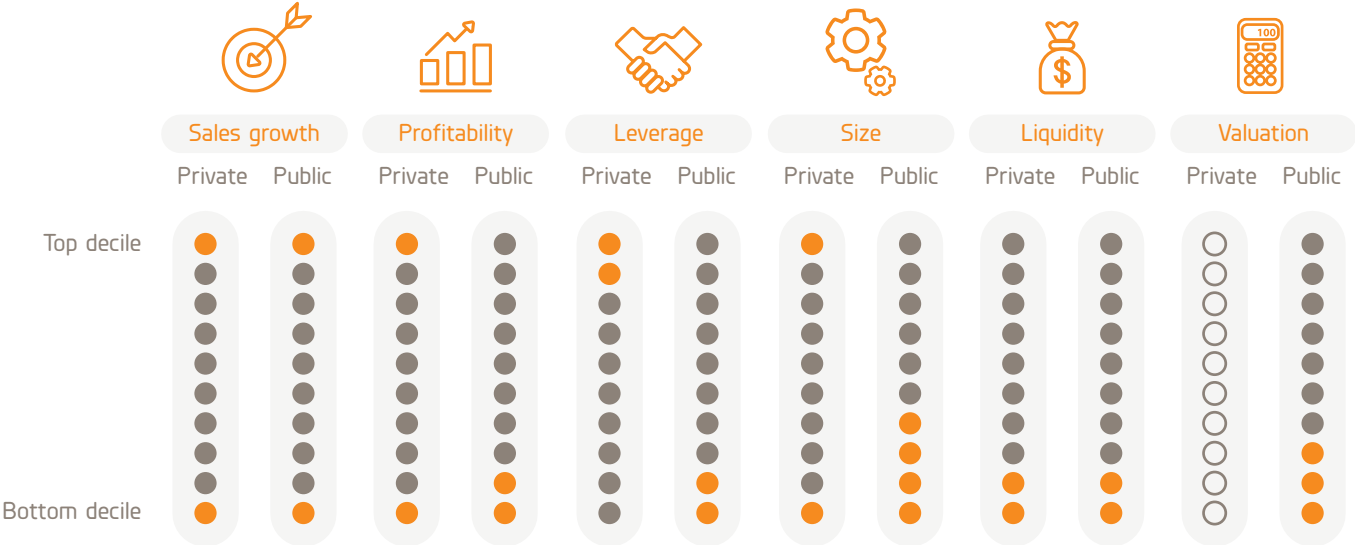 100
$
Sales growth Profitability Leverage Size Liquidity Valuation
Private Public Private Public Private Public Private Public Private Public Private Public
Top decile
Bottom decile